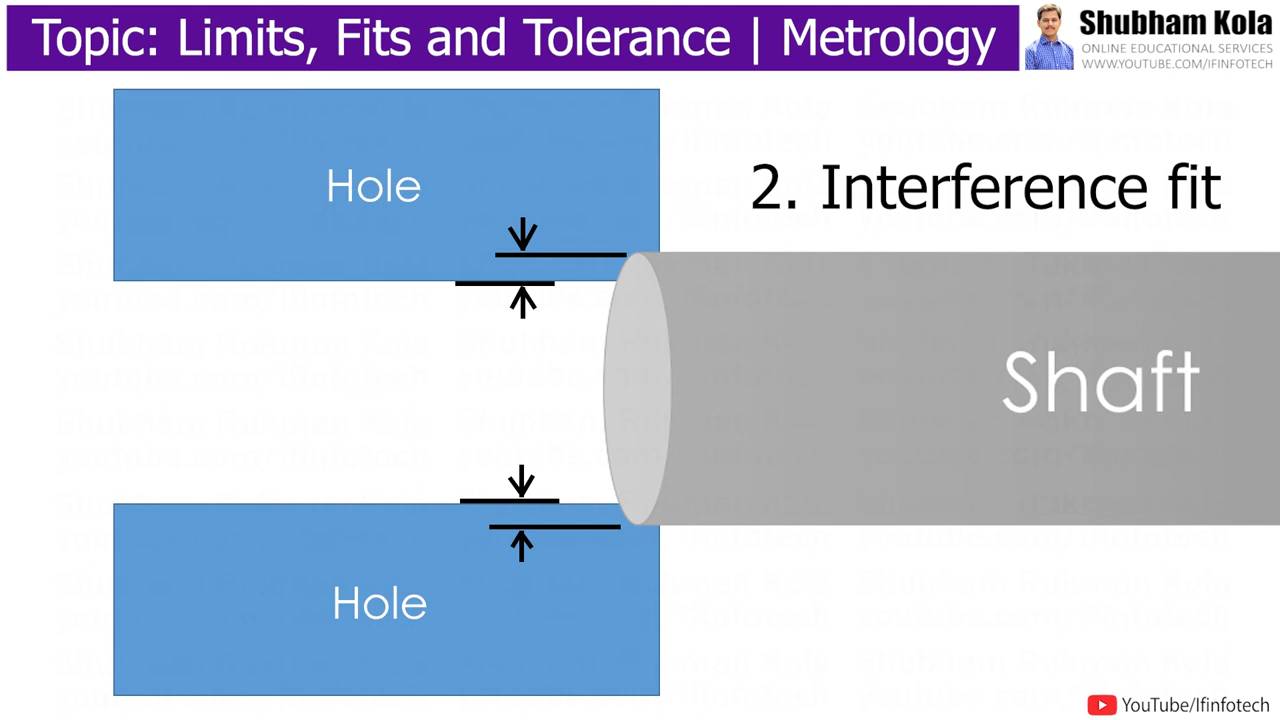 Topic: Limits, Fits and Tolerance | Metrology
Shubham Kola
ONLINE EDUCATIONAL SERVICES
WWW.YOUTUBE.COM/IFINFOTECH
Hole
2. Interference fit
Shaft
Hole
YouTube/Ifinfotech